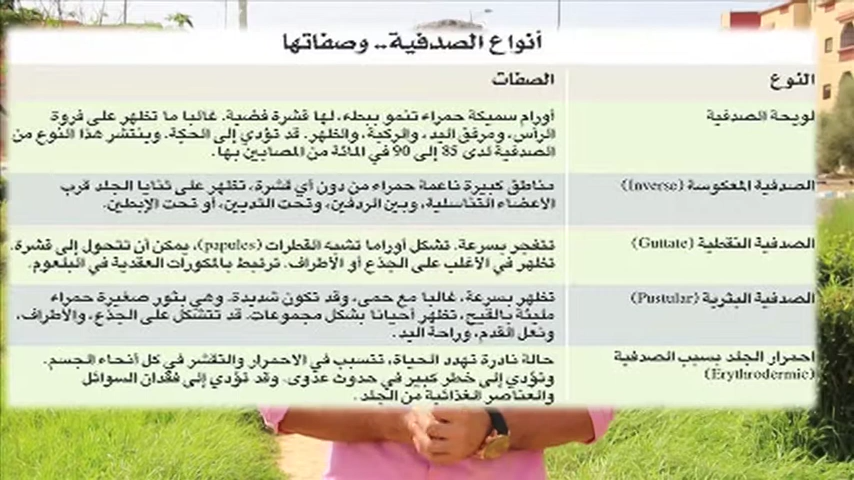 أنواع الصدفية.. وصفاتها
النوع
الصفات
لويحة الصدفية
أورام سميكة حمراء تنمو ببطء، لها قشرة فضية. غالبا ما تظهر على فروة
الرأس، ومرفق اليد، والركبة، والظهر. قد تؤدي إلى الحكة. وينتشر هذا النوع من
الصدفية لدى 85 إلى 90 في المائة من المصابين بها.
الصدفية المعكوسة (Inverse)
مناطق كبيرة ناعمة حمراء من دون أي قشرة، تظهر على ثنايا الجلد قرب
الاعضاء التناسلية، وبين الردفين، وتحت الثديين، أو تحت الإبطين.
الصدفية النقطية (Guttate)
تتفجر بسرعة. تشكل أوراما تشبه القطرات (papules)، يمكن أن تتحول إلى قشرة.
تظهر في الأغلب على الجذع أو الأطراف. ترتبط بالمكورات العقدية في البلعوم.
الصدفية البثرية (Pustular)
تظهر بسرعة، غالبا مع حمى، وقد تكون شديدة. وهي بثور صغيرة حمراء
مليئة بالقيح، تظهر أحيانا بشكل مجموعات. قد تتشكل على الجذع، والأطراف،
ونعل القدم، وراحة اليد.
احمرار الجلد بسبب الصدفية
(Erythrodermic)
حالة نادرة تهدد الحياة، تتسبب في الاحمرار والتقشر في كل أنحاء الجسم.
وتؤدي إلى خطر كبير في حدوث عدوى. وقد تؤدي إلى فقدان السوائل
والعناصر الغذائية من الجلد.